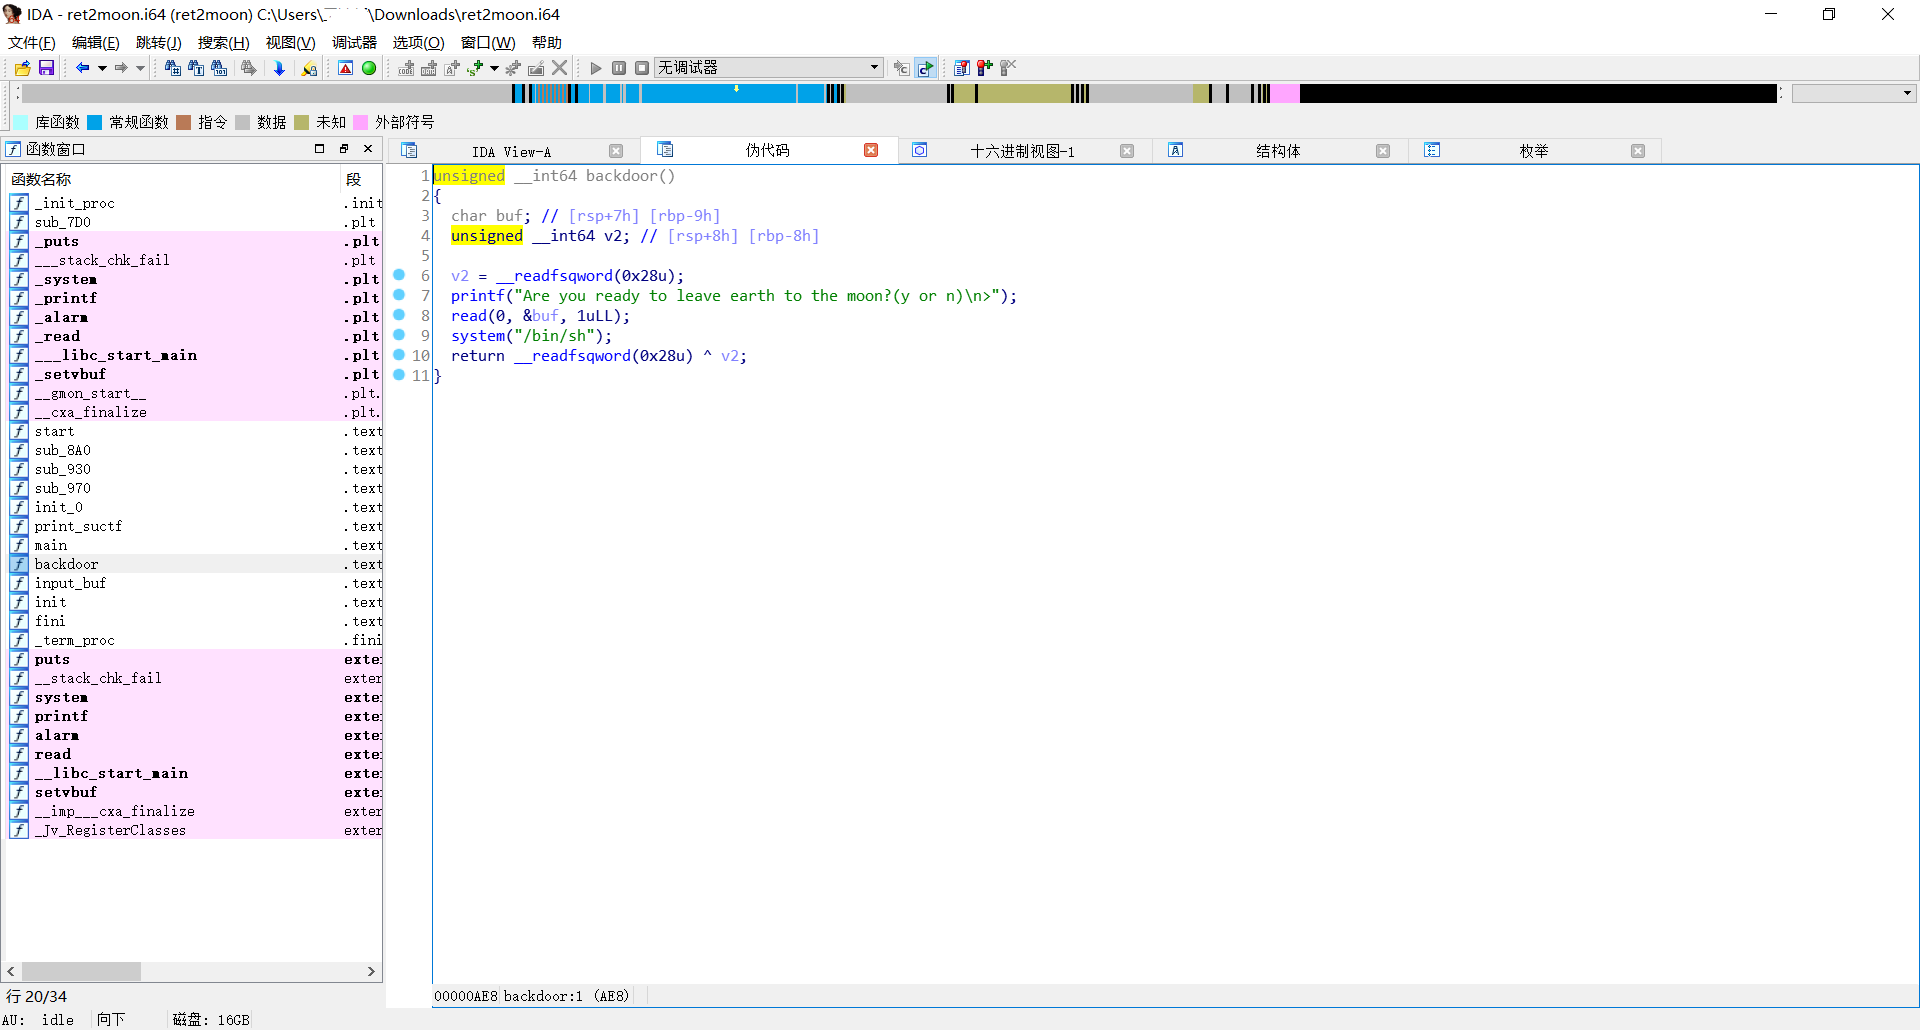 IDA - ret2moon.i64 (ret2moon) C:\Users\ \Downloads\ret2moon.i64
文件(F) 编辑(E) 跳转(J) 搜索(H) 视图(V) 调试器 选项(O) 窗口(W) 帮助
无调试器
库函数 常规函数 指令 数据 未知 外部符号
函数窗口
IDA View-A 伪代码 十六进制视图-1 结构体 枚举
函数名称 段
_init_proc .init
sub_7D0 .plt
_puts .plt
___stack_chk_fail .plt
_system .plt
_printf .plt
_alarm .plt
_read .plt
___libc_start_main .plt
_setvbuf .plt
__gmon_start__ .plt.
__cxa_finalize .plt.
start .text
sub_8A0 .text
sub_930 .text
sub_970 .text
init_0 .text
print_suctf .text
main .text
backdoor .text
input_buf .text
init .text
fini .text
_term_proc .fini
puts exter
__stack_chk_fail exter
system exter
printf exter
alarm exter
read exter
__libc_start_main exter
setvbuf exter
__imp___cxa_finalize exter
_Jv_RegisterClasses exter
行 20/34
1 unsigned __int64 backdoor()
2 {
3 char buf; // [rsp+7h] [rbp-9h]
4 unsigned __int64 v2; // [rsp+8h] [rbp-8h]
5
6 v2 = __readfsqword(0x28u);
7 printf("Are you ready to leave earth to the moon?(y or n)\n>");
8 read(0, &buf, 1uLL);
9 system("/bin/sh");
10 return __readfsqword(0x28u) ^ v2;
11 }
00000AE8 backdoor:1 (AE8)
AU: idle 向下 磁盘: 16GB